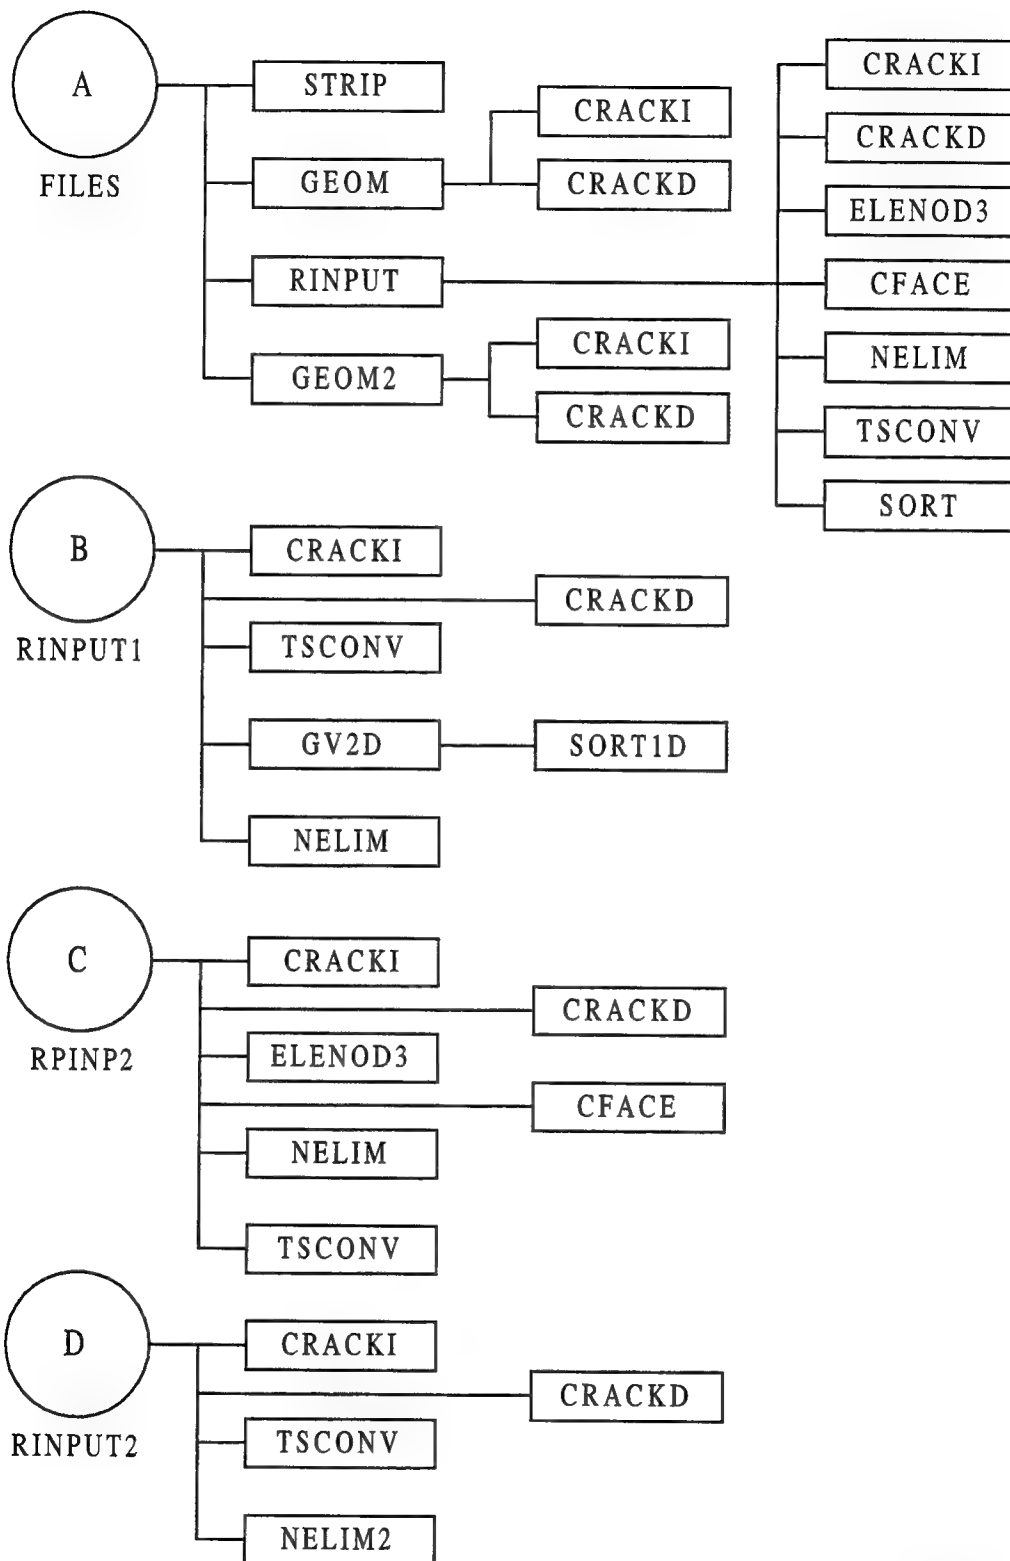 A
FILES
STRIP
GEOM
CRACKI
CRACKD
RINPUT
CRACKI
CRACKD
ELENOD3
CFACE
NELIM
TSCONV
SORT
GEOM2
CRACKI
CRACKD
B
RINPUT1
CRACKI
CRACKD
TSCONV
GV2D
SORT1D
NELIM
C
RPINP2
CRACKI
CRACKD
ELENOD3
CFACE
NELIM
TSCONV
D
RINPUT2
CRACKI
CRACKD
TSCONV
NELIM2